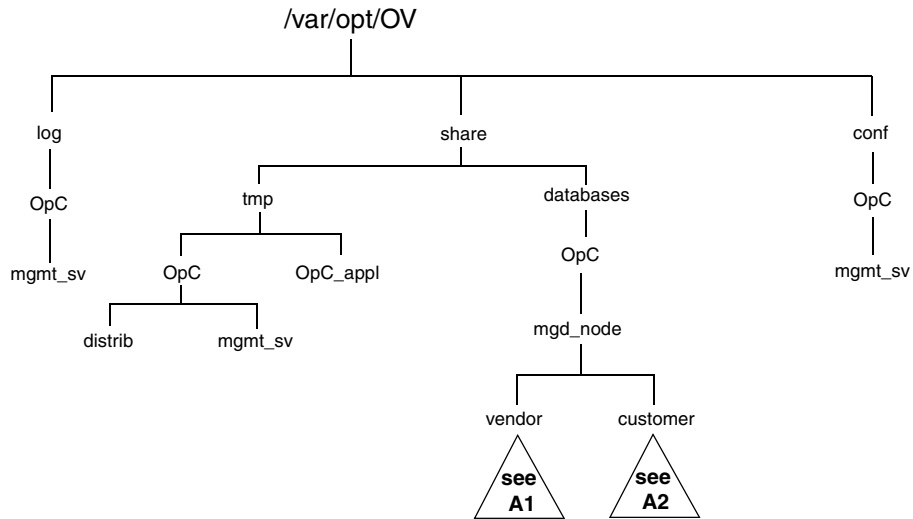 /var/opt/OV
log
share
conf
OpC
tmp
databases
OpC
mgmt_sv
OpC
OpC_appl
OpC
mgmt_sv
distrib
mgmt_sv
mgd_node
vendor
customer
see
A1
see
A2